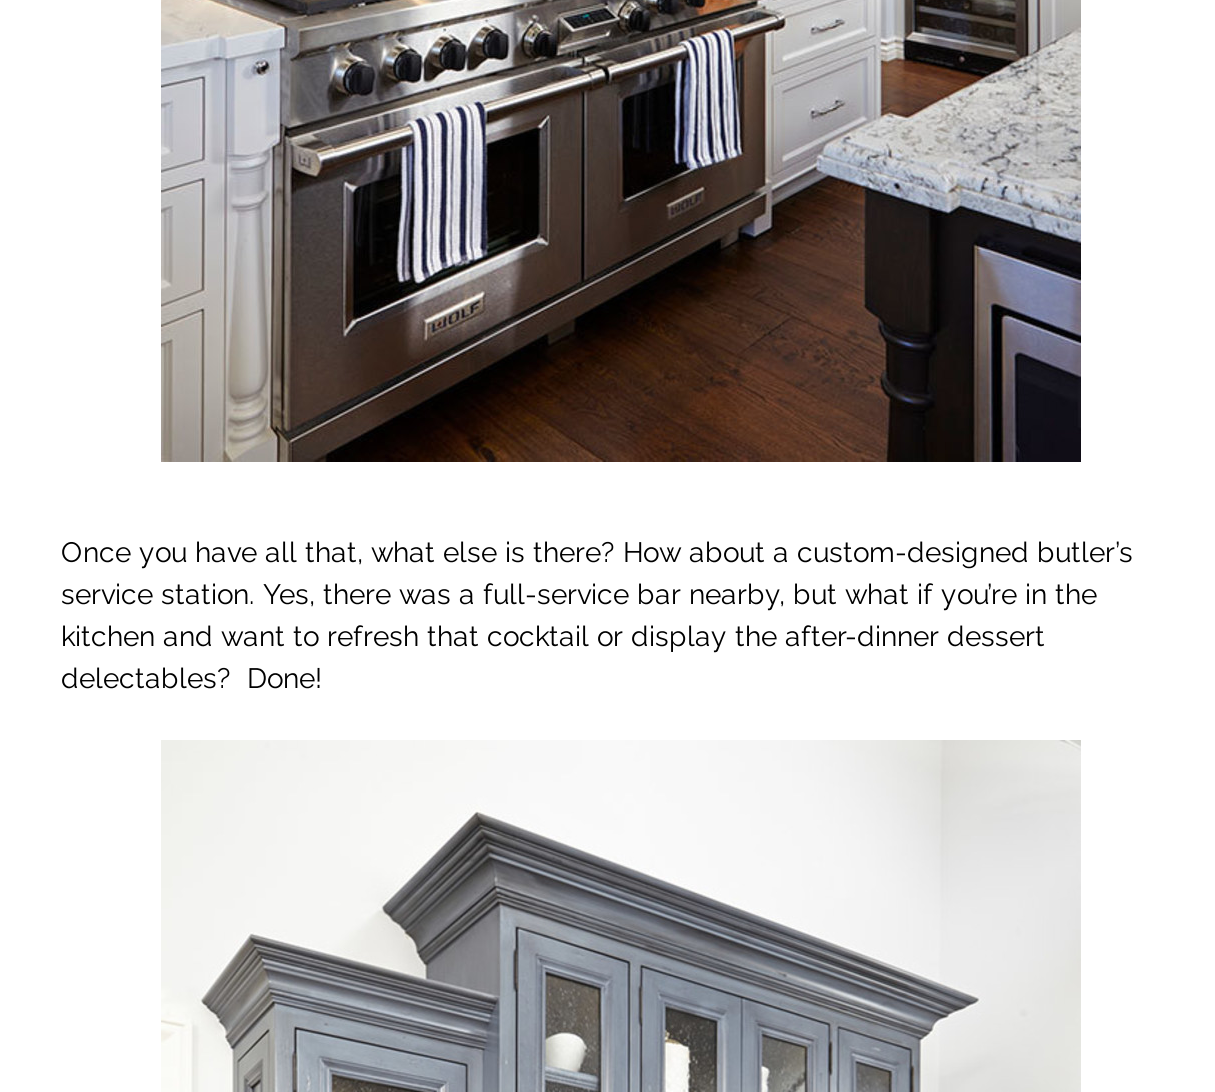 WOLF
WOLF
Once you have all that, what else is there? How about a custom-designed butler’s
service station. Yes, there was a full-service bar nearby, but what if you’re in the
kitchen and want to refresh that cocktail or display the after-dinner dessert
delectables?  Done!